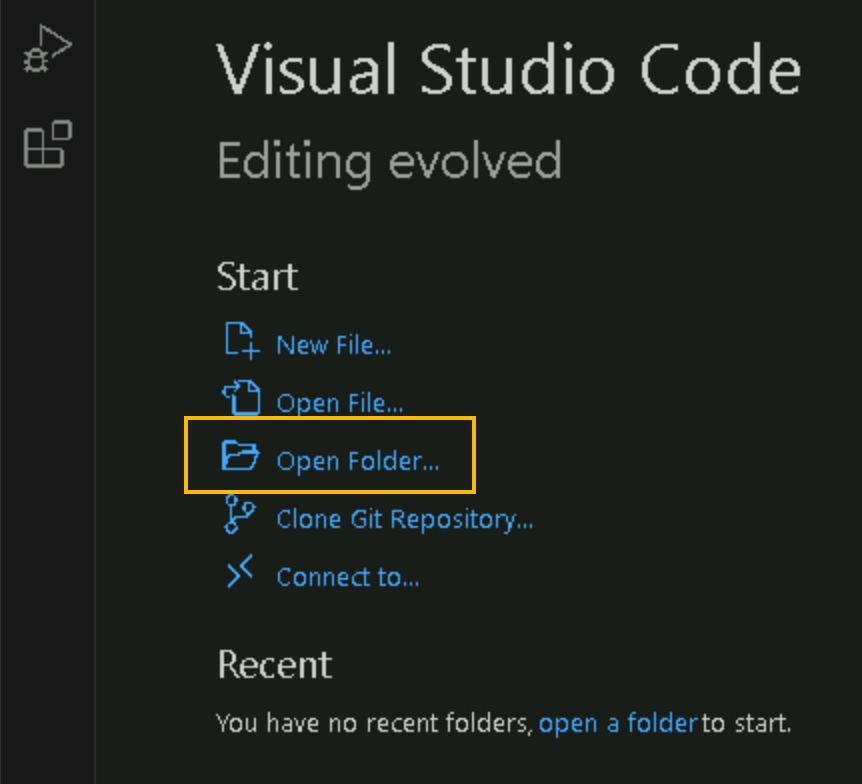 Visual Studio Code
Editing evolved
Start
New File...
Open File...
Open Folder...
Clone Git Repository...
Connect to...
Recent
You have no recent folders, open a folder to start.